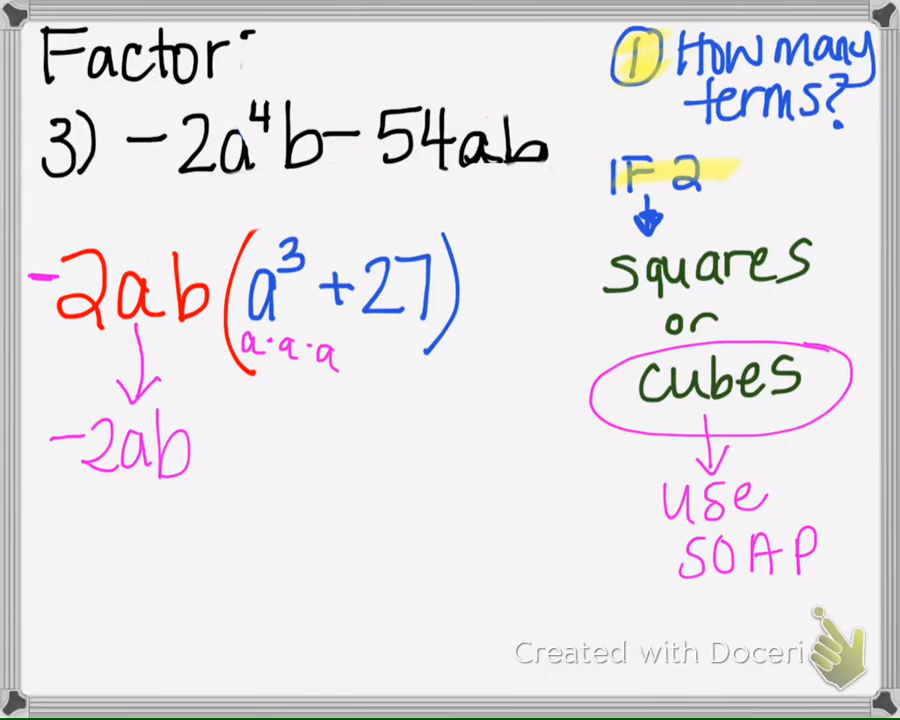 Factor:
3) -2a⁴b - 54ab
-2ab(a³ + 27)
a·a·a
-2ab
① How many
terms?
IF 2
squares
or
cubes
use
SOAP
Created with Doceri